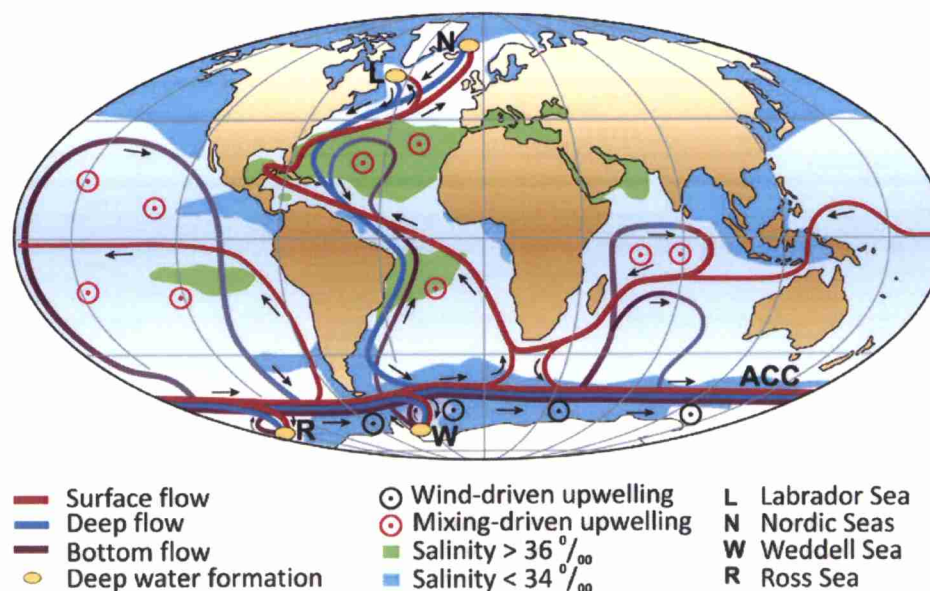 N
L
ACC
R
W
Surface flow
Deep flow
Bottom flow
Deep water formation
Wind-driven upwelling
Mixing-driven upwelling
Salinity > 36 ‰
Salinity < 34 ‰
L Labrador Sea
N Nordic Seas
W Weddell Sea
R Ross Sea